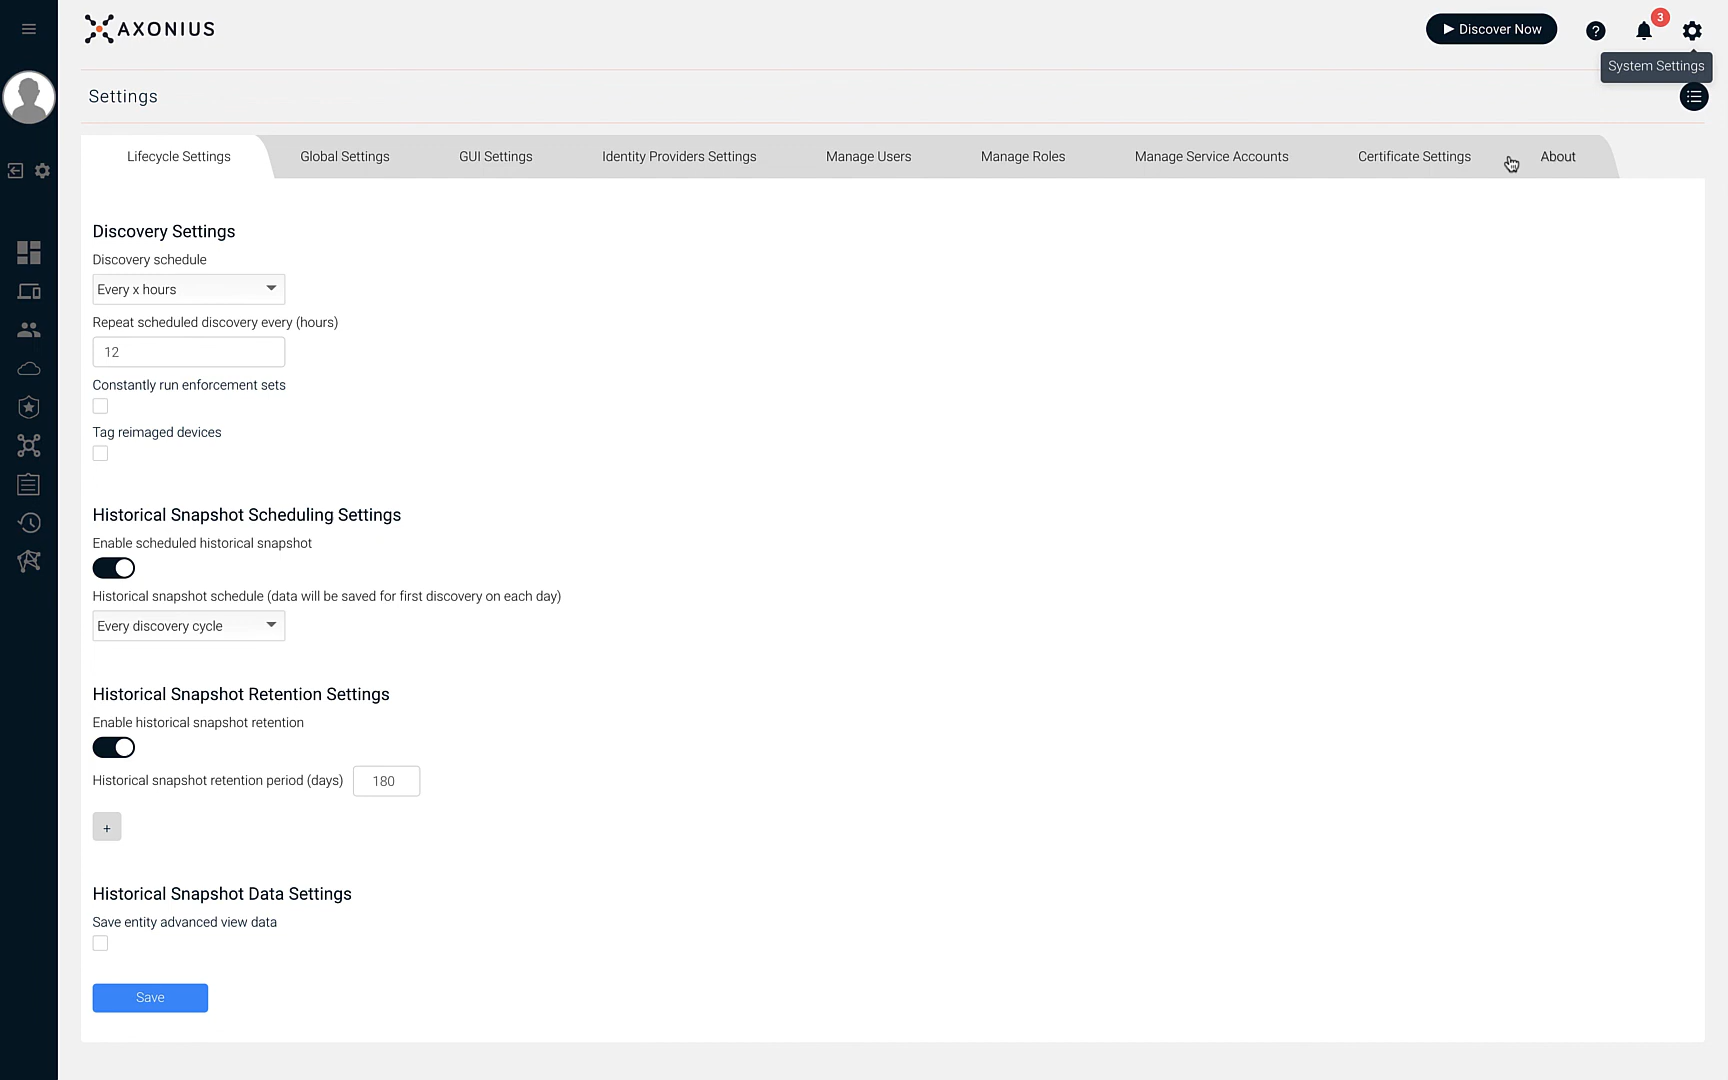 AXONIUS
Discover Now
?
3
System Settings
Settings
Lifecycle Settings
Global Settings
GUI Settings
Identity Providers Settings
Manage Users
Manage Roles
Manage Service Accounts
Certificate Settings
About
Discovery Settings
Discovery schedule
Every x hours
Repeat scheduled discovery every (hours)
12
Constantly run enforcement sets
Tag reimaged devices
Historical Snapshot Scheduling Settings
Enable scheduled historical snapshot
Historical snapshot schedule (data will be saved for first discovery on each day)
Every discovery cycle
Historical Snapshot Retention Settings
Enable historical snapshot retention
Historical snapshot retention period (days) 180
+
Historical Snapshot Data Settings
Save entity advanced view data
Save